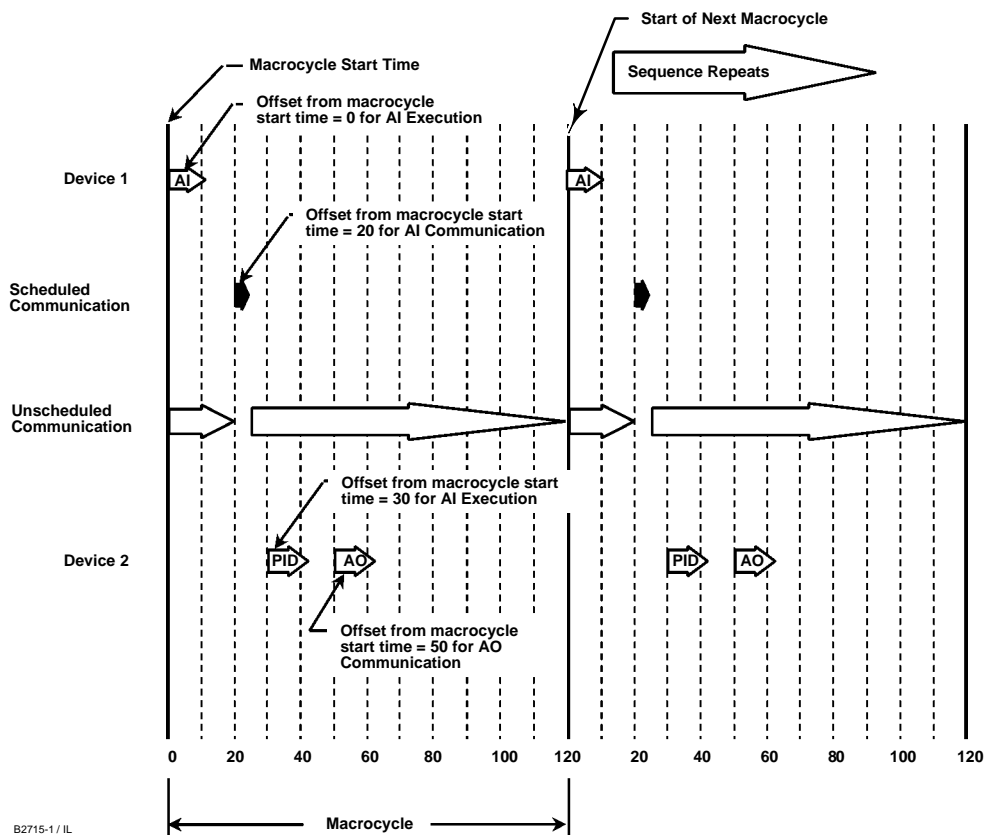 Start of Next Macrocycle
Macrocycle Start Time
Sequence Repeats
Offset from macrocycle
start time = 0 for AI Execution
Device 1
AI
AI
Offset from macrocycle start
time = 20 for AI Communication
Scheduled
Communication
Unscheduled
Communication
Offset from macrocycle start
time = 30 for AI Execution
Device 2
PID
AO
PID
AO
Offset from macrocycle
start time = 50 for AO
Communication
0 20 40 60 80 100 120 20 40 60 80 100 120
Macrocycle
B2715-1 / IL